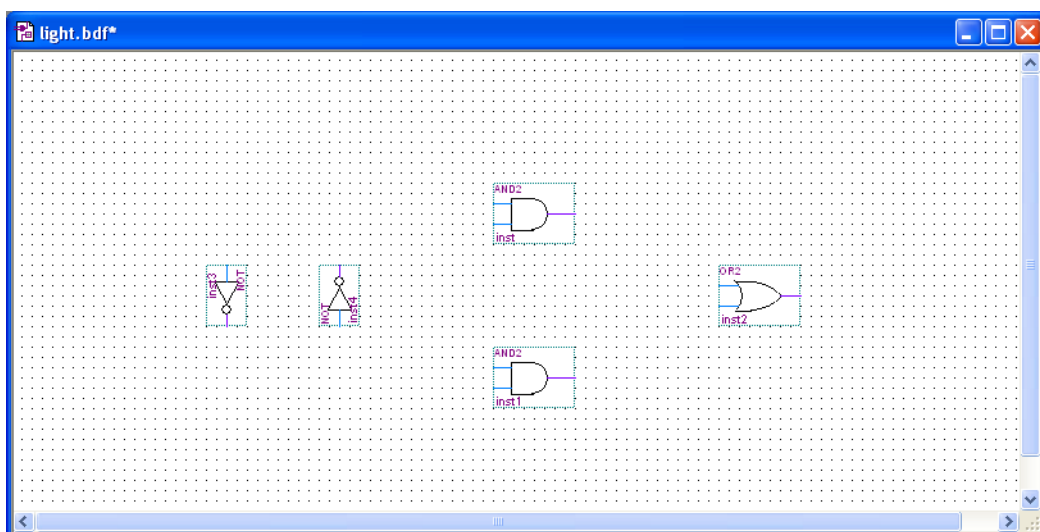 light.bdf*
AND2
inst
inst3
NOT
NOT
inst4
OR2
inst2
AND2
inst1